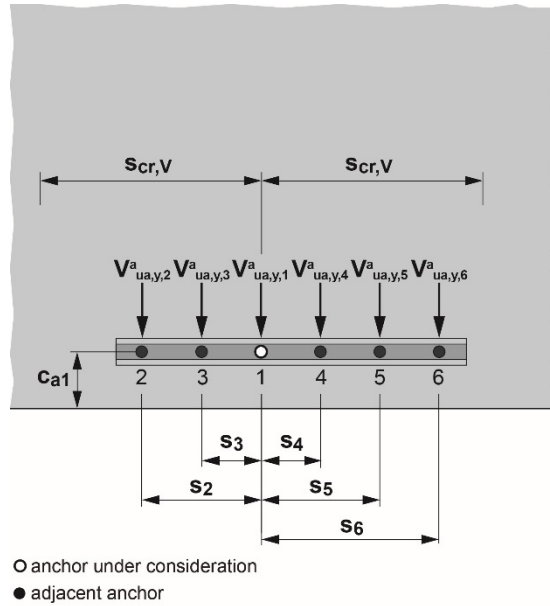 scr,V scr,V
Vᵃua,y,2 Vᵃua,y,3 Vᵃua,y,1 Vᵃua,y,4 Vᵃua,y,5 Vᵃua,y,6
ca1
2 3 1 4 5 6
s3 s4
s2 s5
s6
anchor under consideration
adjacent anchor